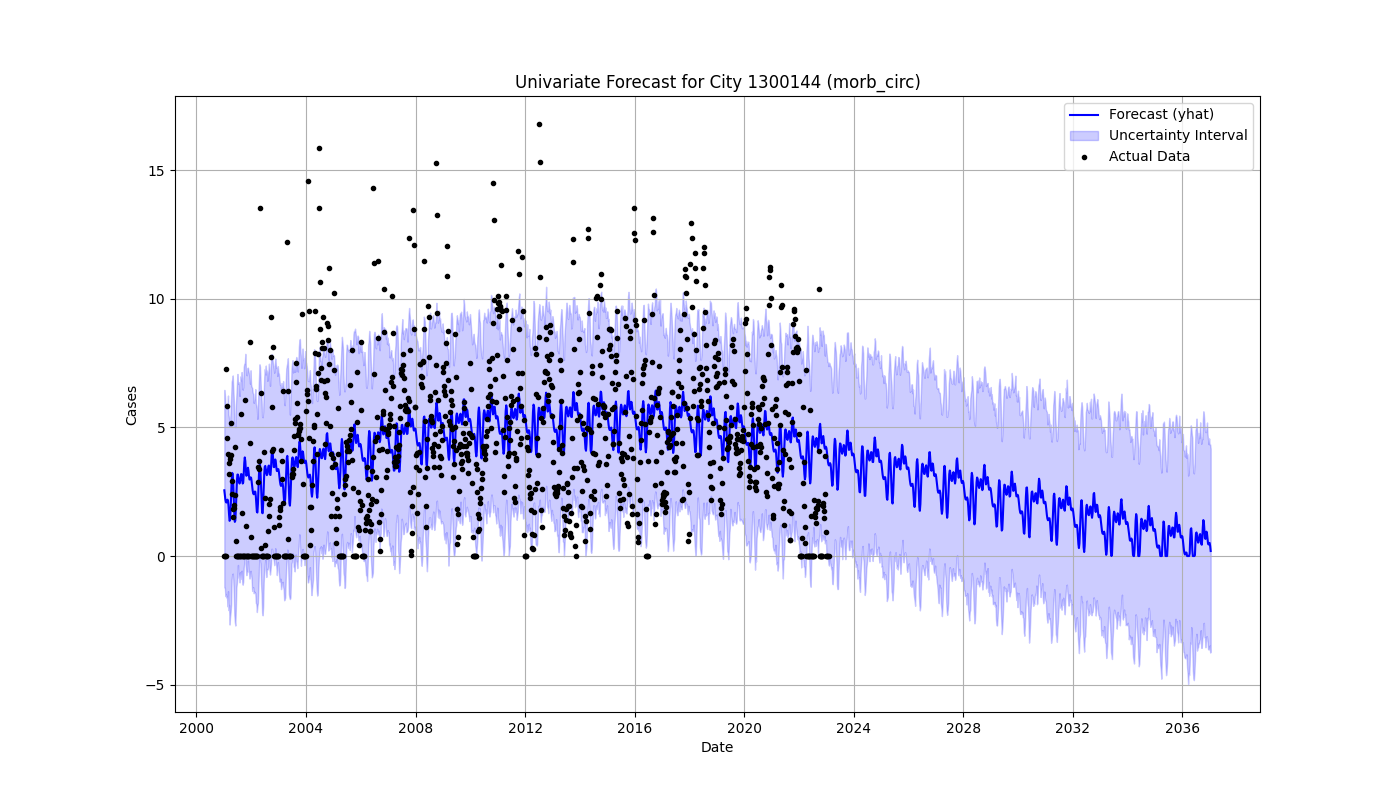 Univariate Forecast for City 1300144 (morb_circ)
Forecast (yhat)
Uncertainty Interval
Actual Data
Cases
15
10
5
0
−5
2000 2004 2008 2012 2016 2020 2024 2028 2032 2036
Date